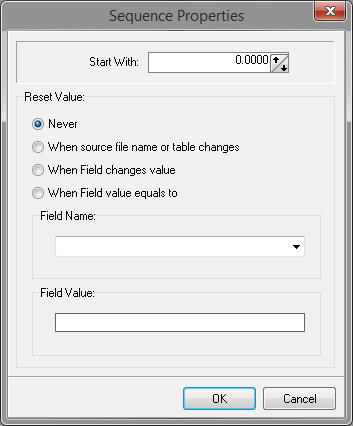 Sequence Properties
Start With: 0.0000
Reset Value:
Never
When source file name or table changes
When Field changes value
When Field value equals to
Field Name:
Field Value:
OK Cancel